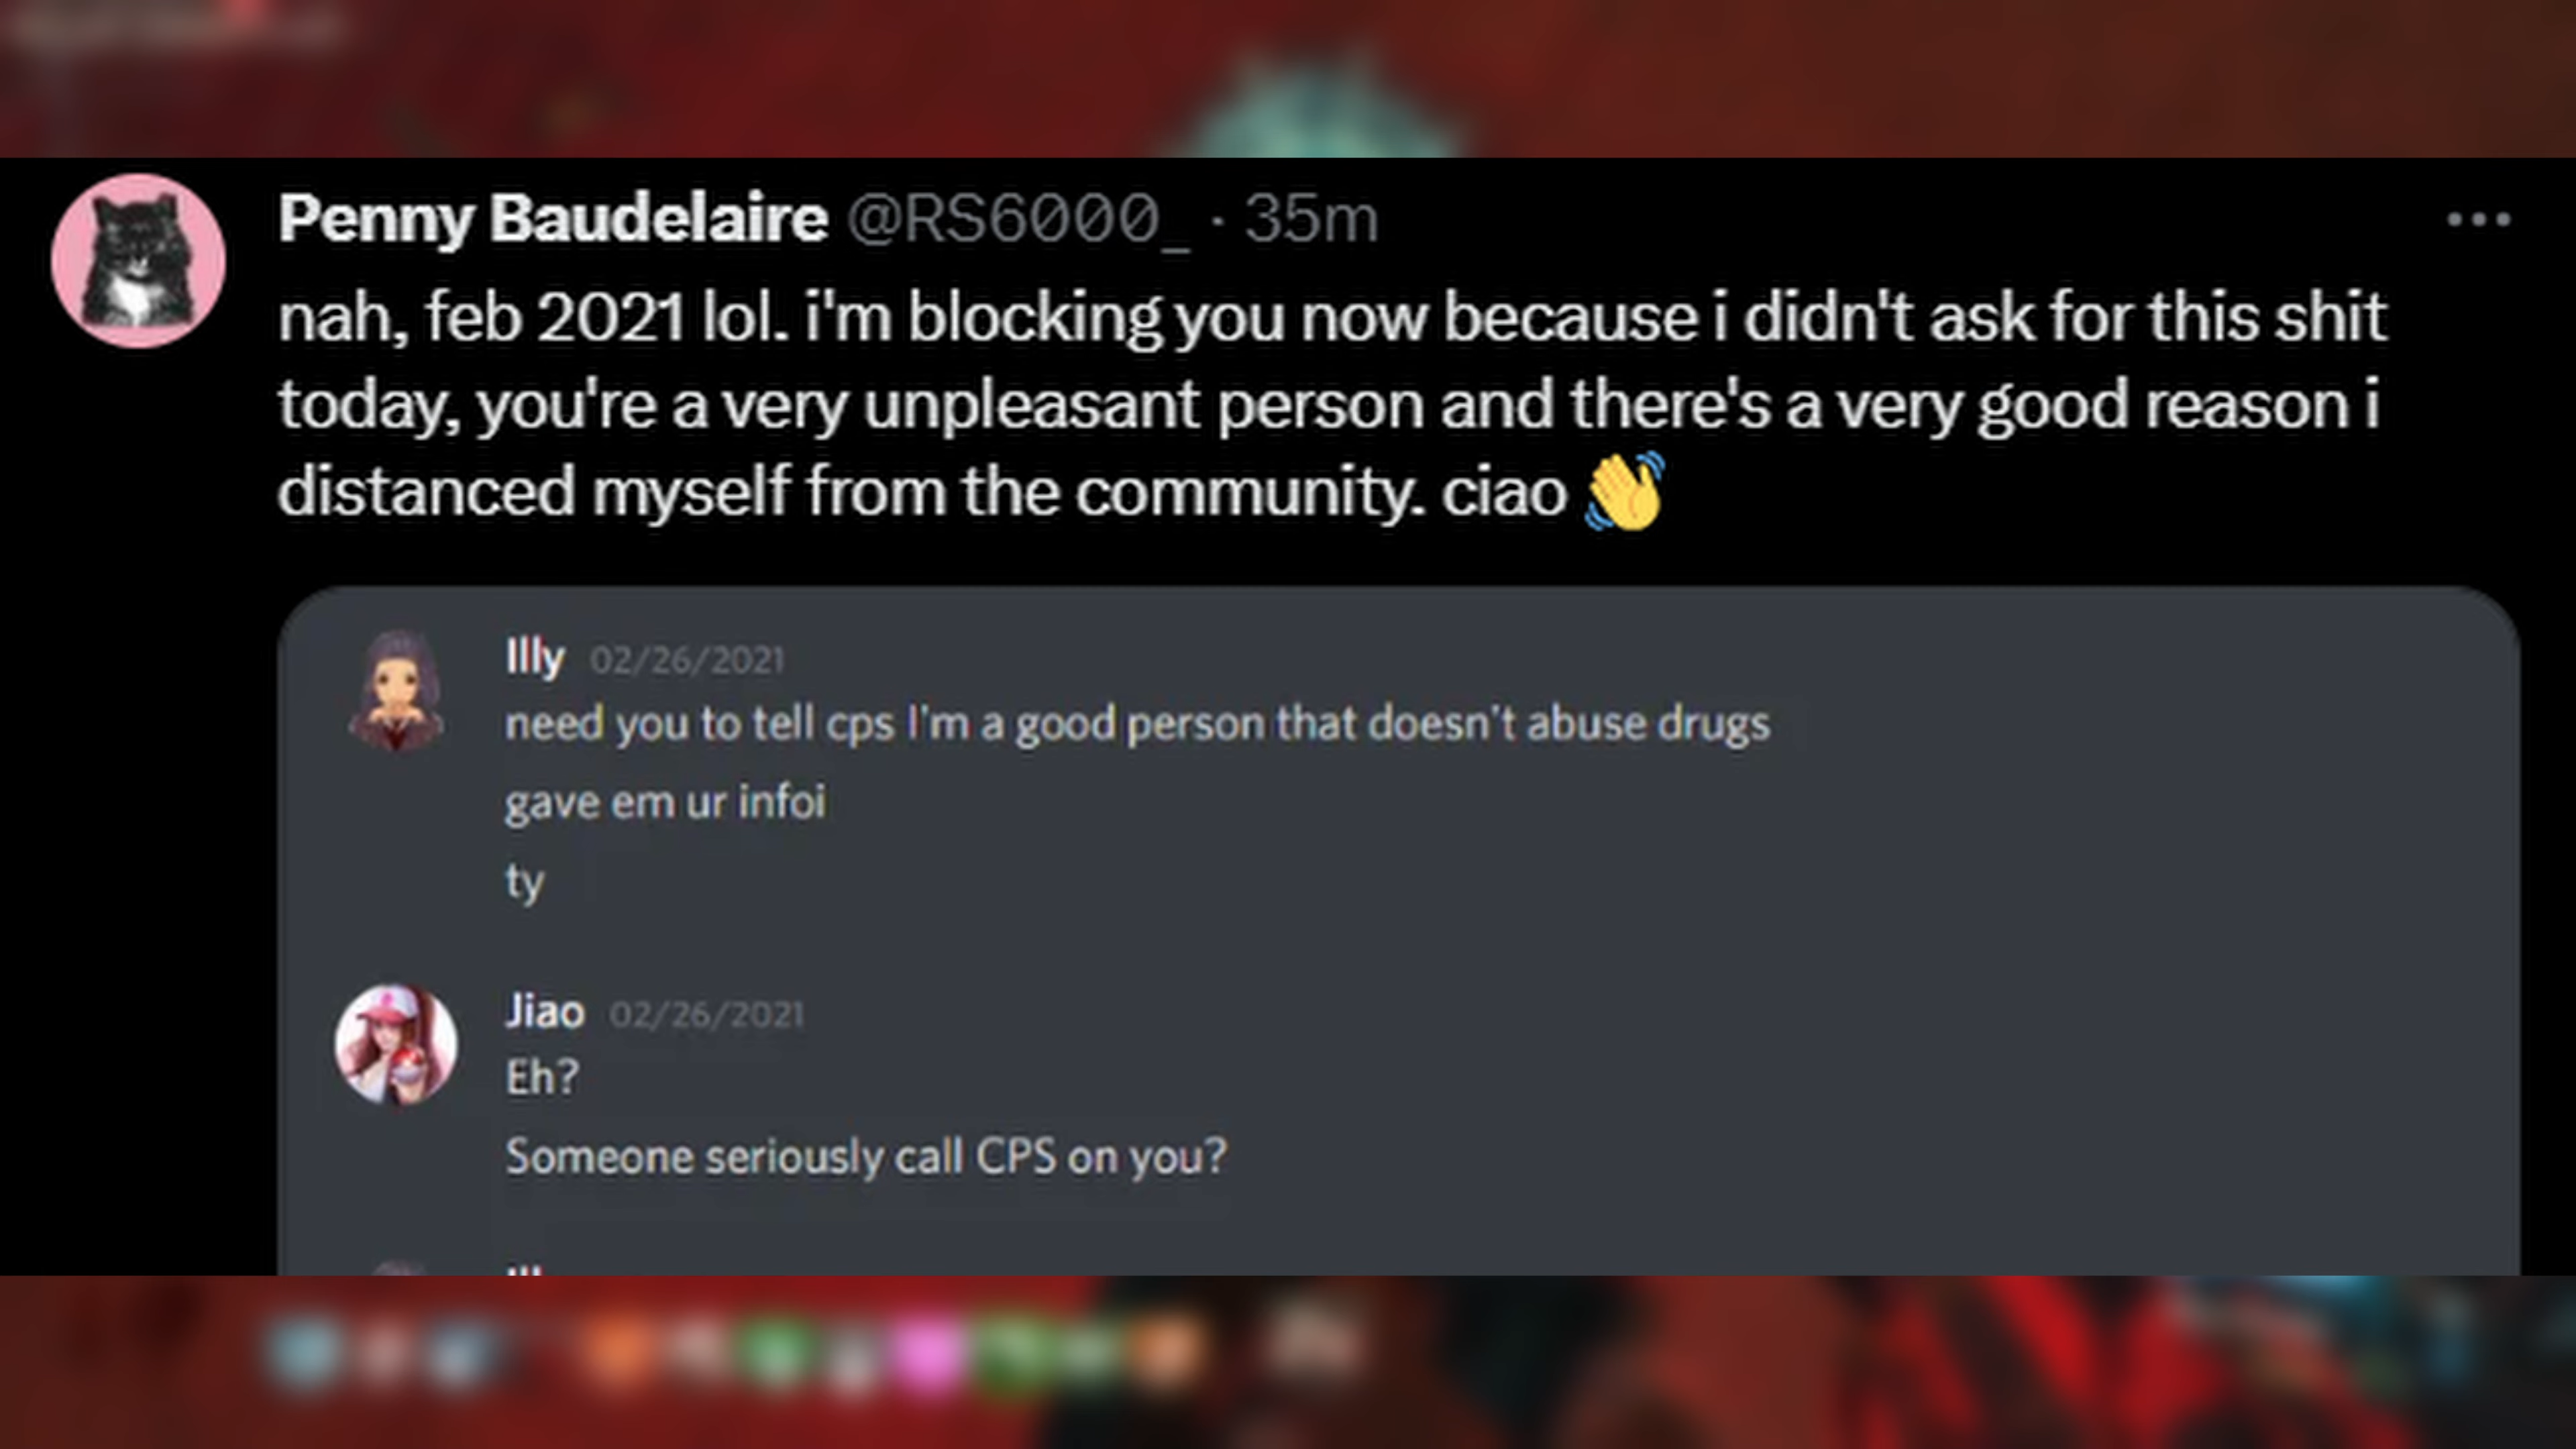 Penny Baudelaire @RS6000_ · 35m
nah, feb 2021 lol. i'm blocking you now because i didn't ask for this shit
today, you're a very unpleasant person and there's a very good reason i
distanced myself from the community. ciao 👋
Illy 02/26/2021
need you to tell cps I'm a good person that doesn't abuse drugs
gave em ur infoi
ty
Jiao 02/26/2021
Eh?
Someone seriously call CPS on you?